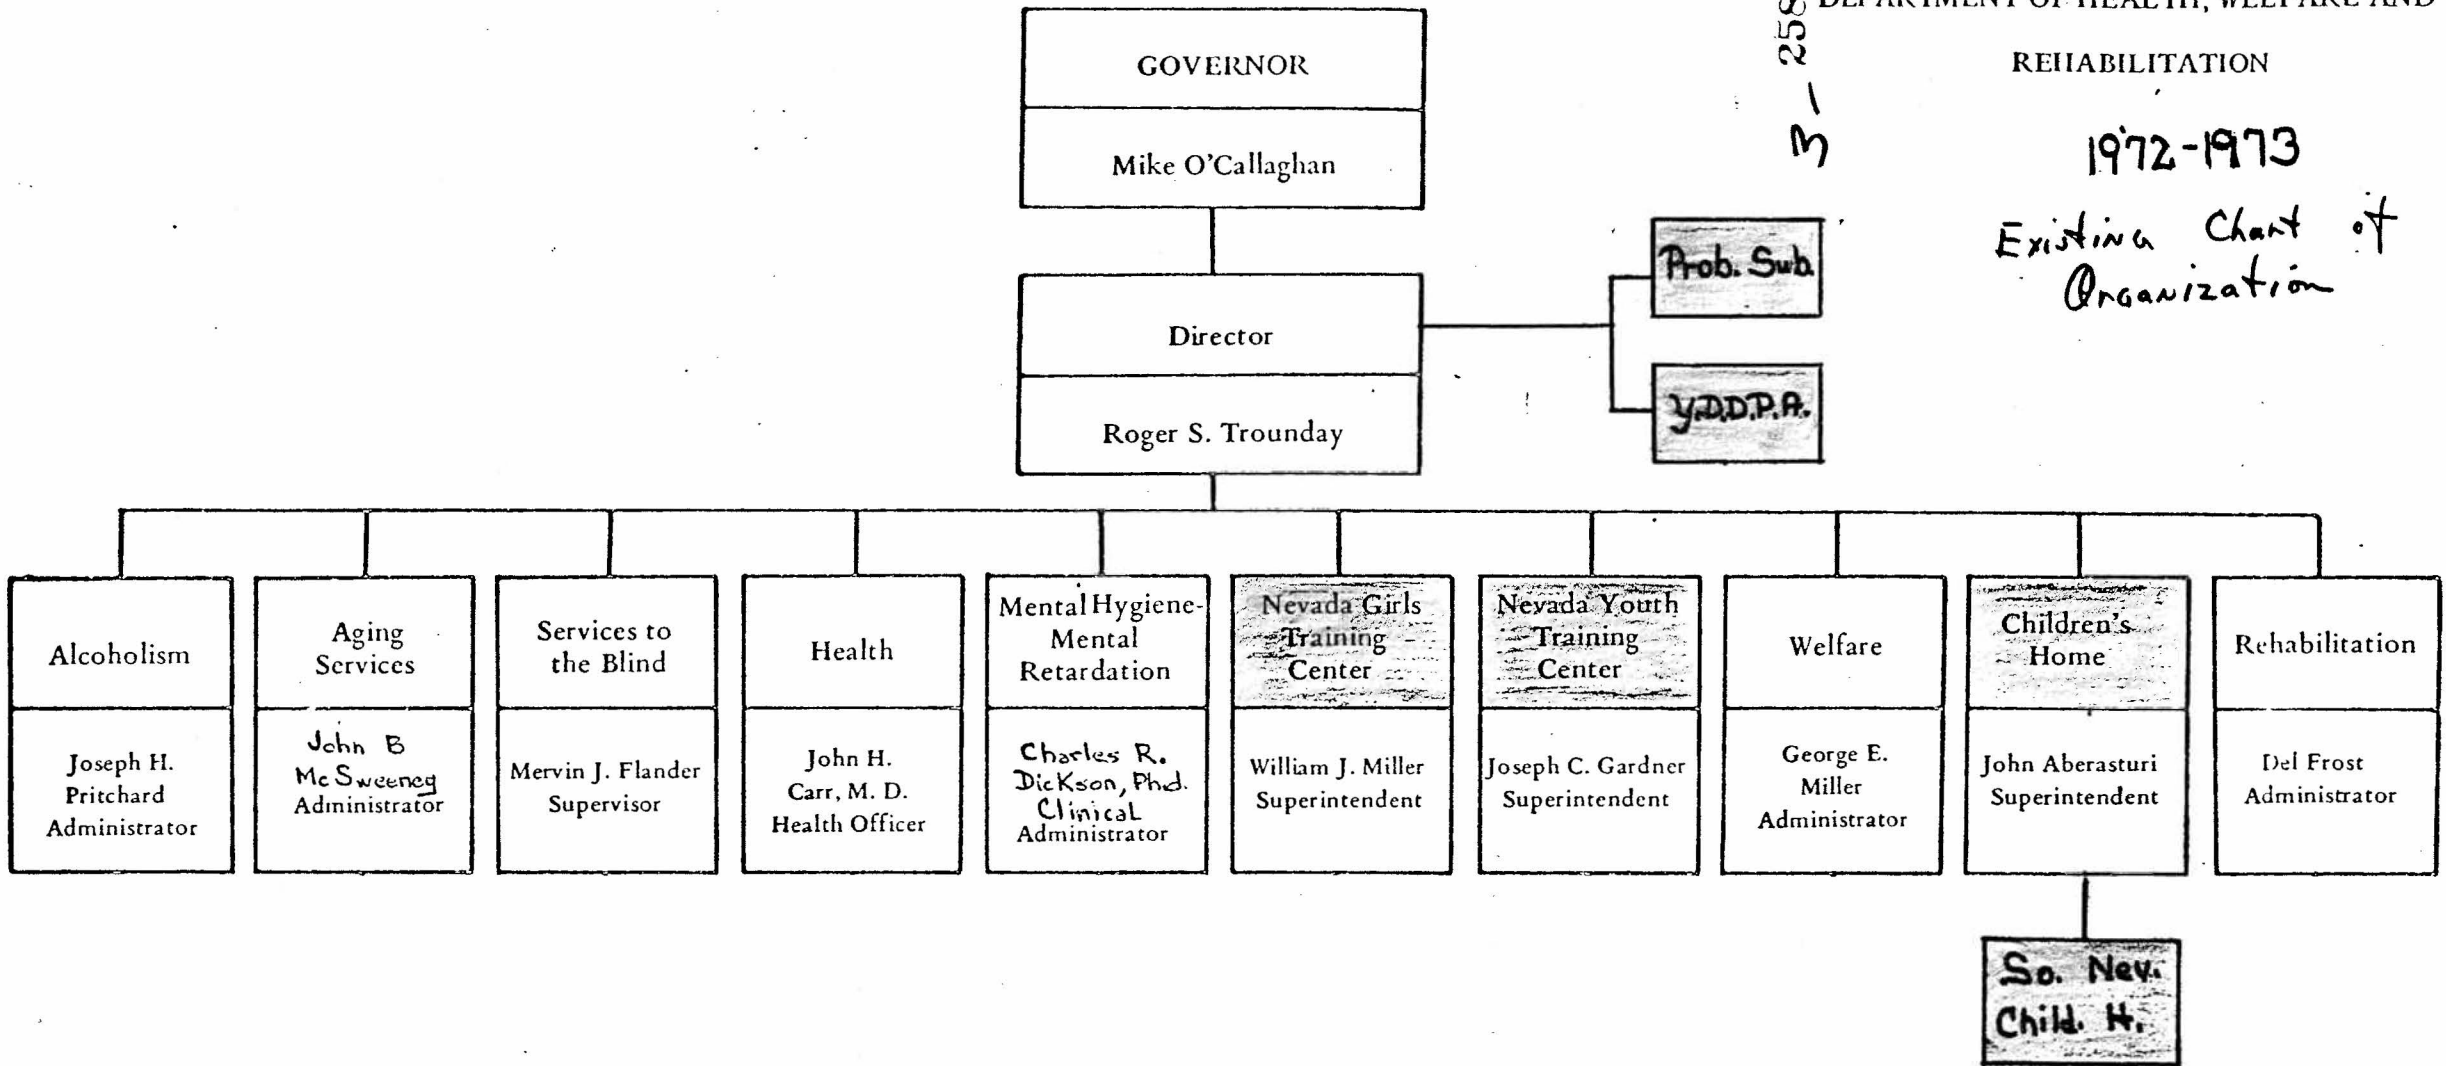 DEPARTMENT OF HEALTH, WELFARE AND
REHABILITATION
3 - 258
1972-1973
Existing Chart of
Organization
GOVERNOR
Mike O'Callaghan
Director
Roger S. Trounday
Prob. Sub.
Y.D.D.P.A.
Alcoholism
Joseph H.
Pritchard
Administrator
Aging
Services
John B
McSweeney
Administrator
Services to
the Blind
Mervin J. Flander
Supervisor
Health
John H.
Carr, M. D.
Health Officer
Mental Hygiene-
Mental
Retardation
Charles R.
Dickson, Phd.
Clinical
Administrator
Nevada Girls
Training
Center
William J. Miller
Superintendent
Nevada Youth
Training
Center
Joseph C. Gardner
Superintendent
Welfare
George E.
Miller
Administrator
Children's
Home
John Aberasturi
Superintendent
Rehabilitation
Del Frost
Administrator
So. Nev.
Child. H.